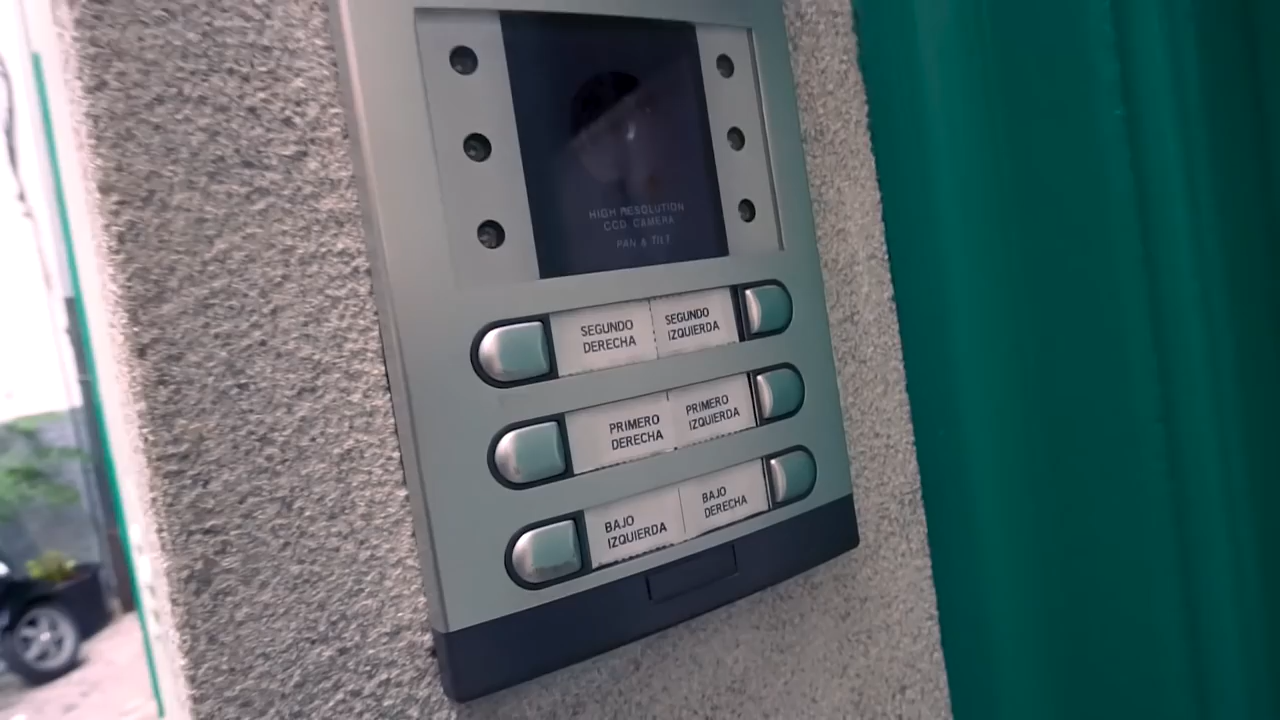 HIGH RESOLUTION
CCD CAMERA
PAN & TILT
SEGUNDO
DERECHA
SEGUNDO
IZQUIERDA
PRIMERO
DERECHA
PRIMERO
IZQUIERDA
BAJO
IZQUIERDA
BAJO
DERECHA